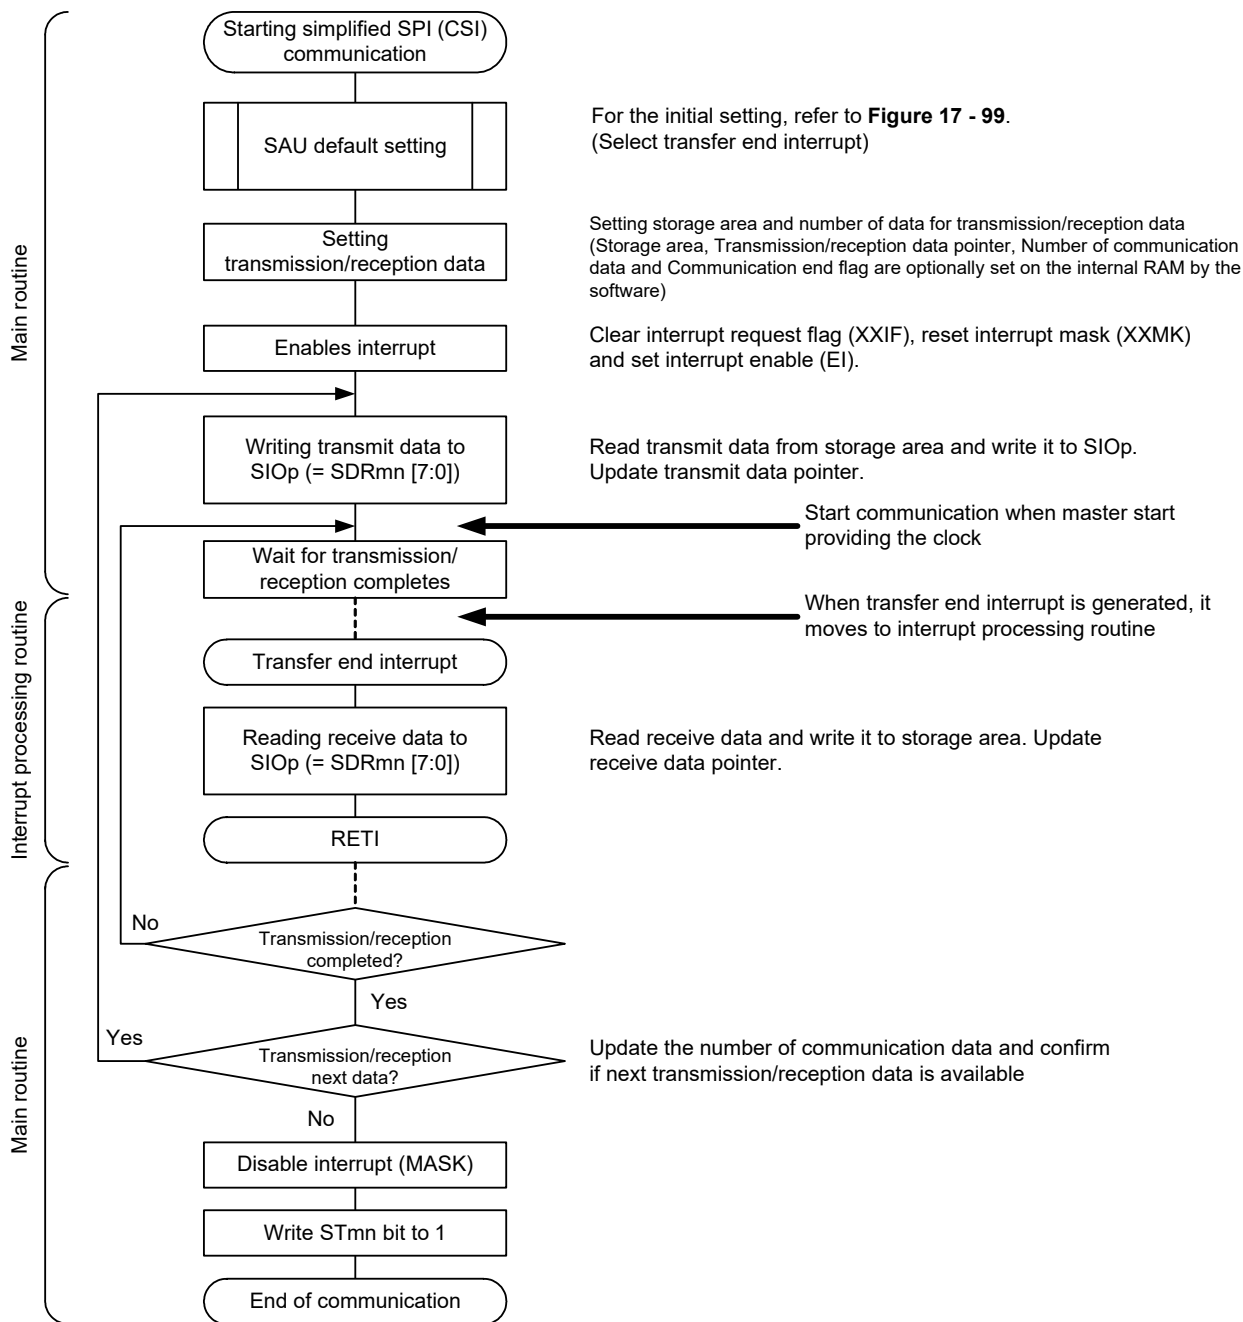 Starting simplified SPI (CSI)
communication
SAU default setting
For the initial setting, refer to Figure 17 - 99.
(Select transfer end interrupt)
Main routine
Setting
transmission/reception data
Setting storage area and number of data for transmission/reception data
(Storage area, Transmission/reception data pointer, Number of communication
data and Communication end flag are optionally set on the internal RAM by the
software)
Enables interrupt
Clear interrupt request flag (XXIF), reset interrupt mask (XXMK)
and set interrupt enable (EI).
Writing transmit data to
SIOp (= SDRmn [7:0])
Read transmit data from storage area and write it to SIOp.
Update transmit data pointer.
Start communication when master start
providing the clock
Wait for transmission/
reception completes
When transfer end interrupt is generated, it
moves to interrupt processing routine
Interrupt processing routine
Transfer end interrupt
Reading receive data to
SIOp (= SDRmn [7:0])
Read receive data and write it to storage area. Update
receive data pointer.
RETI
No
Transmission/reception
completed?
Yes
Main routine
Yes
Transmission/reception
next data?
Update the number of communication data and confirm
if next transmission/reception data is available
No
Disable interrupt (MASK)
Write STmn bit to 1
End of communication